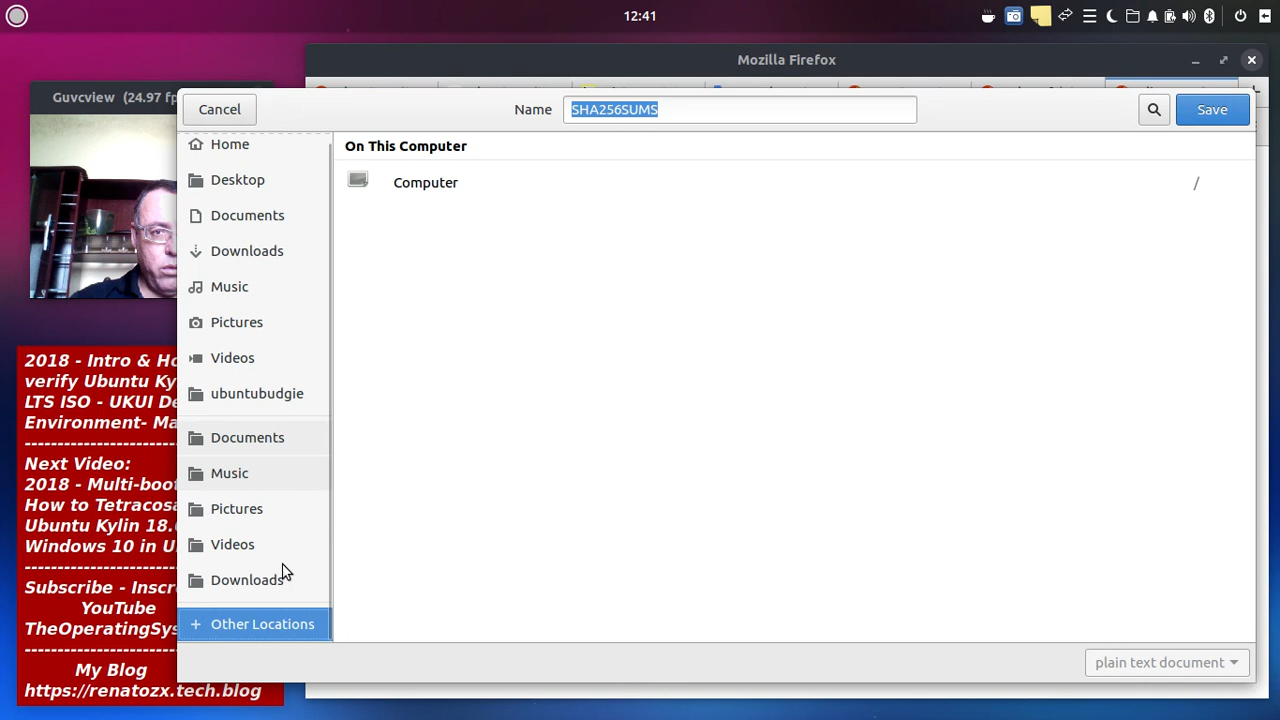 12:41
Mozilla Firefox
Guvcview (24.97 fp
Cancel
Name
SHA256SUMS
Save
Home
Desktop
Documents
Downloads
Music
Pictures
Videos
ubuntubudgie
Documents
Music
Pictures
Videos
Downloads
+ Other Locations
On This Computer
Computer
/
plain text document
2018 - Intro & Ho
verify Ubuntu Ky
LTS ISO - UKUI De
Environment- Ma
-----------------------
Next Video:
2018 - Multi-boot
How to Tetracosa
Ubuntu Kylin 18.0
Windows 10 in U
-----------------------
Subscribe - Inscre
YouTube
TheOperatingSys
-----------------------
My Blog
https://renatozx.tech.blog